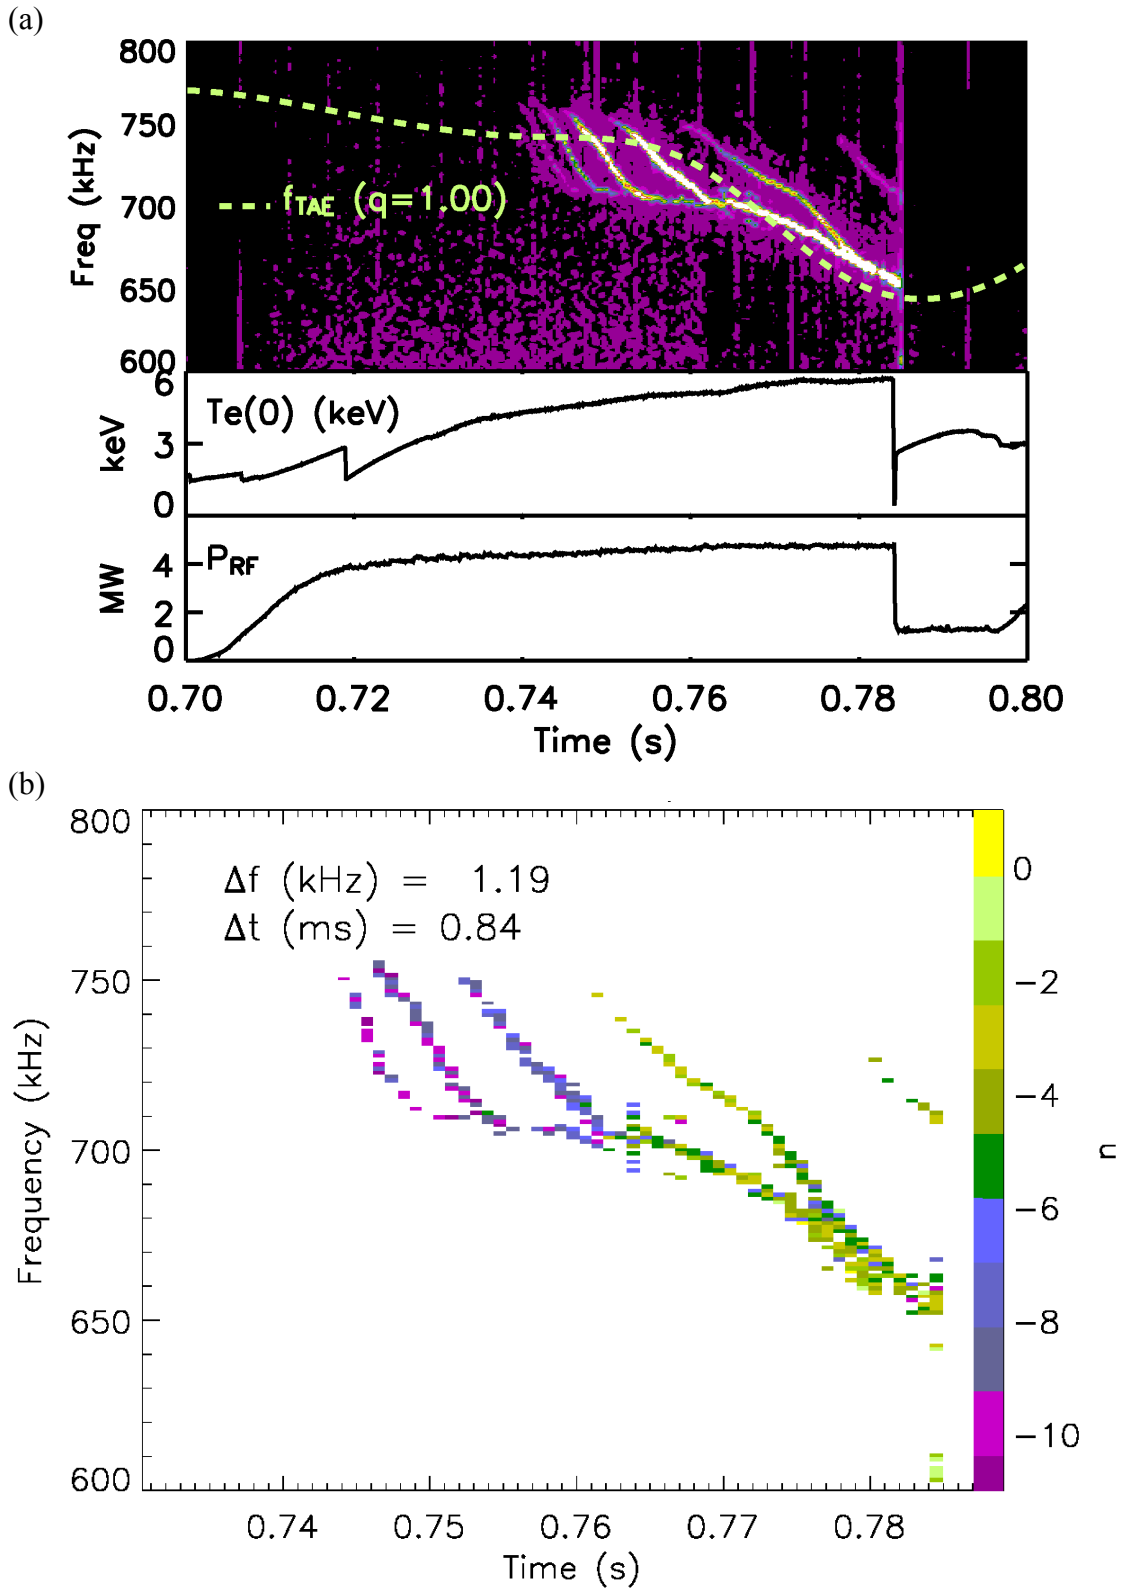 (a)
800
750
700
650
600
Freq (kHz)
f_TAE (q=1.00)
6
3
0
keV
Te(0) (keV)
4
2
0
MW
P_RF
0.70 0.72 0.74 0.76 0.78 0.80
Time (s)
(b)
800
750
700
650
600
Frequency (kHz)
Δf (kHz) = 1.19
Δt (ms) = 0.84
0
-2
-4
-6
-8
-10
n
0.74 0.75 0.76 0.77 0.78
Time (s)